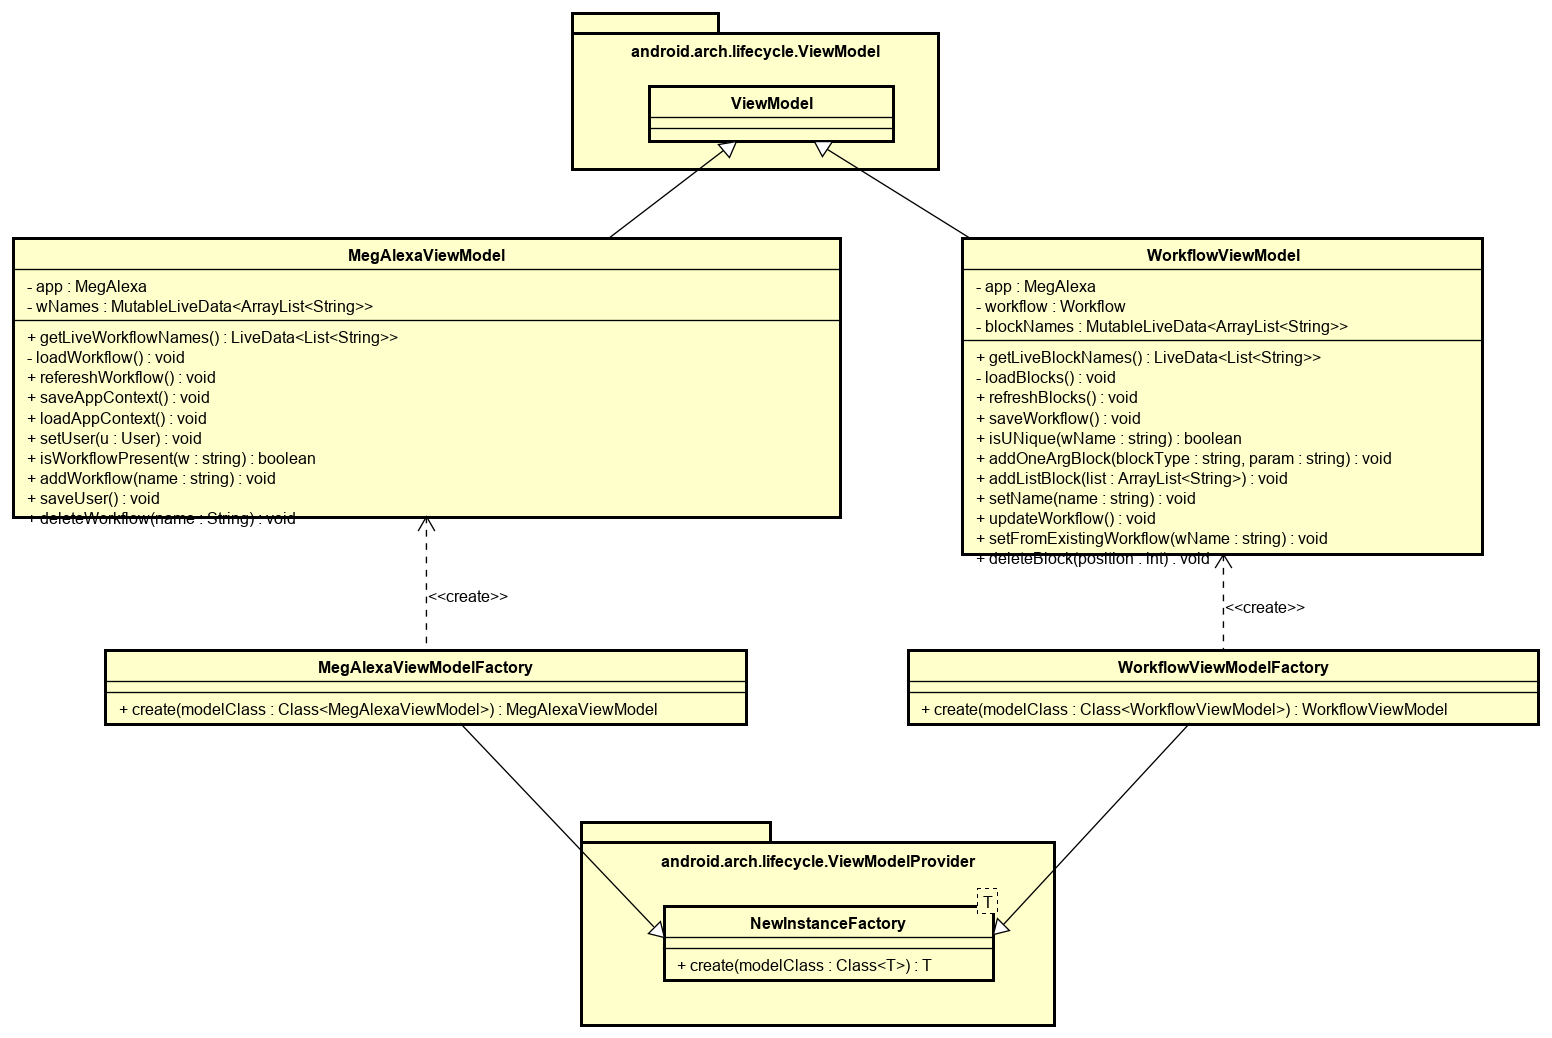 android.arch.lifecycle.ViewModel
ViewModel
MegAlexaViewModel
- app : MegAlexa
- wNames : MutableLiveData<ArrayList<String>>
+ getLiveWorkflowNames() : LiveData<List<String>>
- loadWorkflow() : void
+ refereshWorkflow() : void
+ saveAppContext() : void
+ loadAppContext() : void
+ setUser(u : User) : void
+ isWorkflowPresent(w : string) : boolean
+ addWorkflow(name : string) : void
+ saveUser() : void
+ deleteWorkflow(name : String) : void
WorkflowViewModel
- app : MegAlexa
- workflow : Workflow
- blockNames : MutableLiveData<ArrayList<String>>
+ getLiveBlockNames() : LiveData<List<String>>
- loadBlocks() : void
+ refreshBlocks() : void
+ saveWorkflow() : void
+ isUNique(wName : string) : boolean
+ addOneArgBlock(blockType : string, param : string) : void
+ addListBlock(list : ArrayList<String>) : void
+ setName(name : string) : void
+ updateWorkflow() : void
+ setFromExistingWorkflow(wName : string) : void
+ deleteBlock(position : int) : void
<<create>>
<<create>>
MegAlexaViewModelFactory
+ create(modelClass : Class<MegAlexaViewModel>) : MegAlexaViewModel
WorkflowViewModelFactory
+ create(modelClass : Class<WorkflowViewModel>) : WorkflowViewModel
android.arch.lifecycle.ViewModelProvider
T
NewInstanceFactory
+ create(modelClass : Class<T>) : T